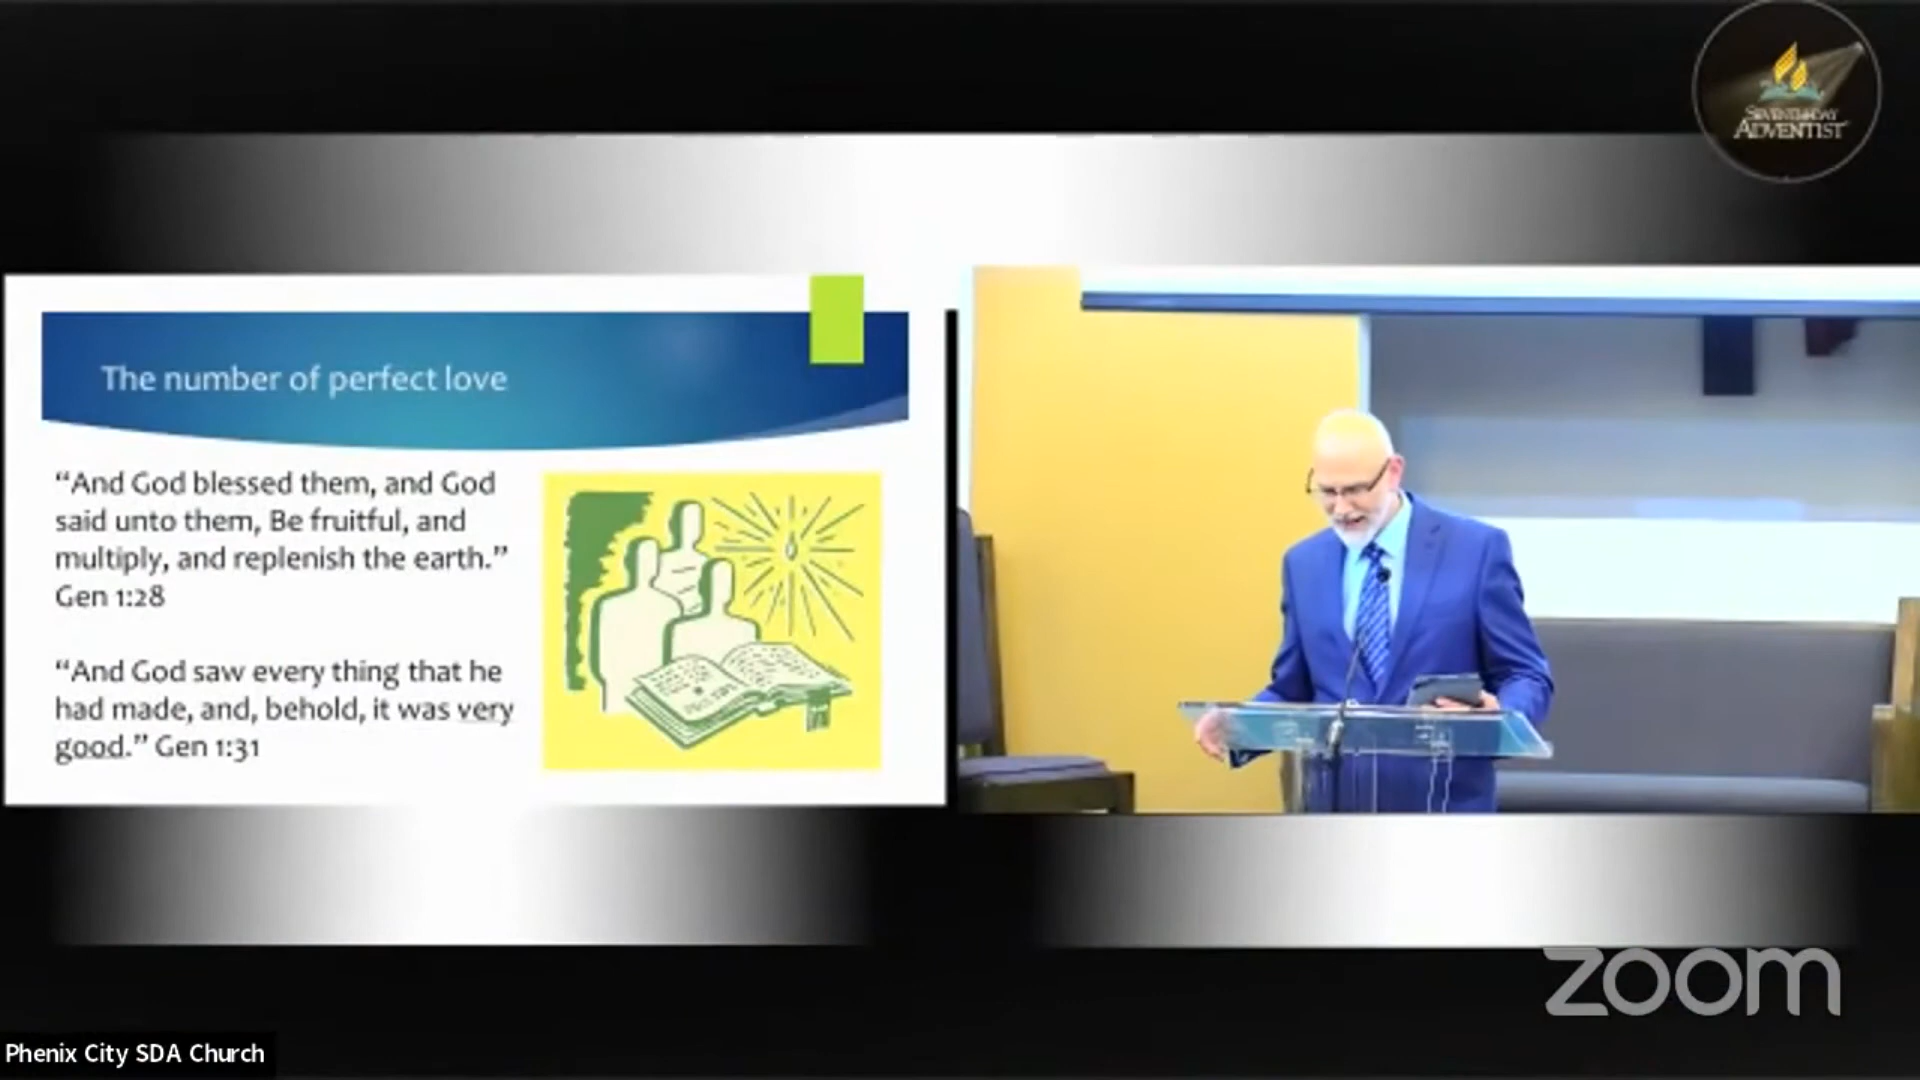 SEVENTH-DAY
ADVENTIST
The number of perfect love
“And God blessed them, and God
said unto them, Be fruitful, and
multiply, and replenish the earth.”
Gen 1:28
“And God saw every thing that he
had made, and, behold, it was very
good.” Gen 1:31
zoom
Phenix City SDA Church